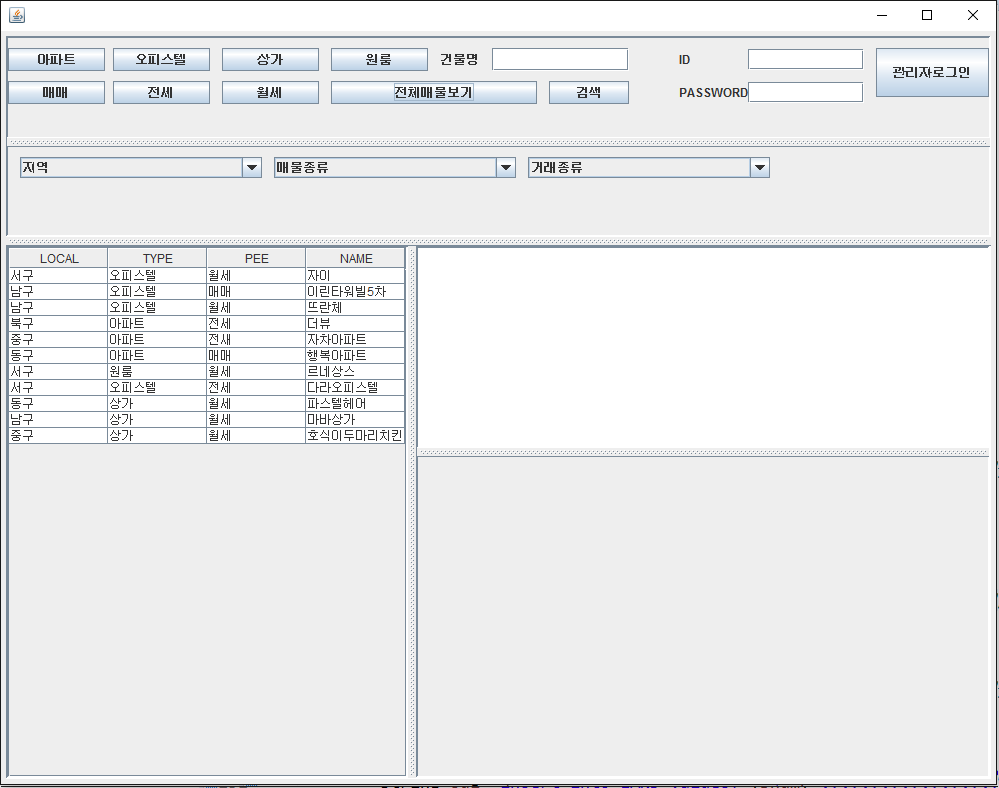 아파트 오피스텔 상가 원룸 건물명 ID 관리자로그인
매매 전세 월세 전체매물보기 검색 PASSWORD
지역 매물종류 거래종류
LOCAL TYPE PEE NAME
서구 오피스텔 월세 자이
남구 오피스텔 매매 이린타워빌5차
남구 오피스텔 월세 뜨란체
북구 아파트 전세 더뷰
중구 아파트 전새 자차아파트
동구 아파트 매매 행복아파트
서구 원룸 월세 르네상스
서구 오피스텔 전세 다라오피스텔
동구 상가 월세 파스텔헤어
남구 상가 월세 마바상가
중구 상가 월세 호식이두마리치킨